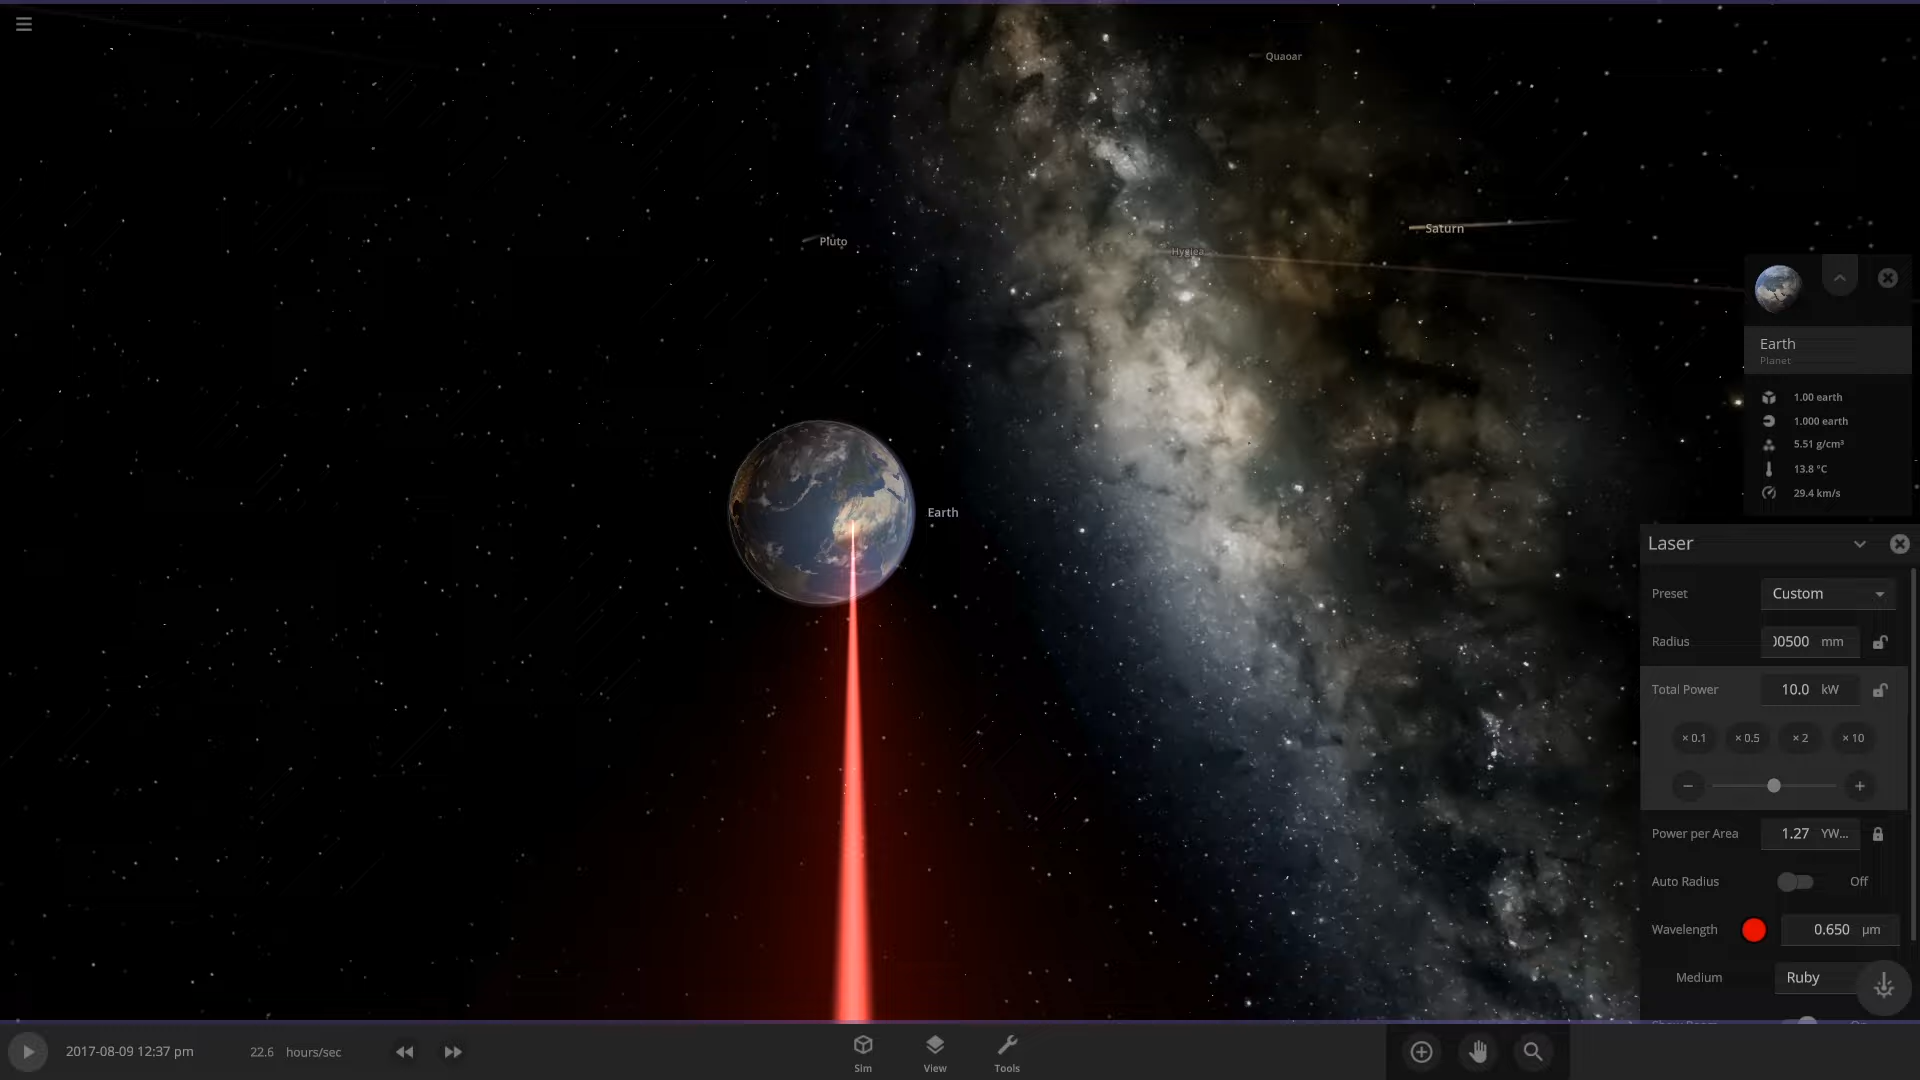 Quaoar
Pluto
Saturn
Hygiea
Earth
Planet
1.00 earth
1.000 earth
5.51 g/cm³
13.8 °C
29.4 km/s
Earth
Laser
Preset Custom
Radius 00500 mm
Total Power 10.0 kW
× 0.1 × 0.5 × 2 × 10
Power per Area 1.27 YW...
Auto Radius Off
Wavelength 0.650 µm
Medium Ruby
2017-08-09 12:37 pm 22.6 hours/sec
Sim View Tools